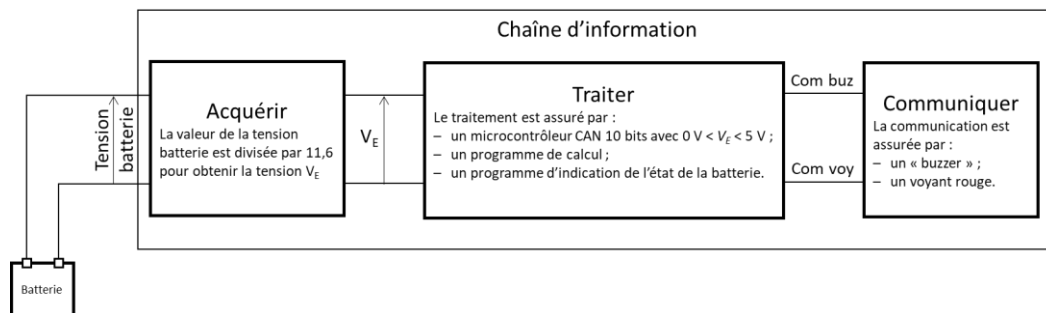 Chaîne d'information
Tension
batterie
Acquérir
La valeur de la tension
batterie est divisée par 11,6
pour obtenir la tension VE
VE
Traiter
Le traitement est assuré par :
– un microcontrôleur CAN 10 bits avec 0 V < VE < 5 V ;
– un programme de calcul ;
– un programme d'indication de l'état de la batterie.
Com buz
Com voy
Communiquer
La communication est
assurée par :
– un « buzzer » ;
– un voyant rouge.
Batterie